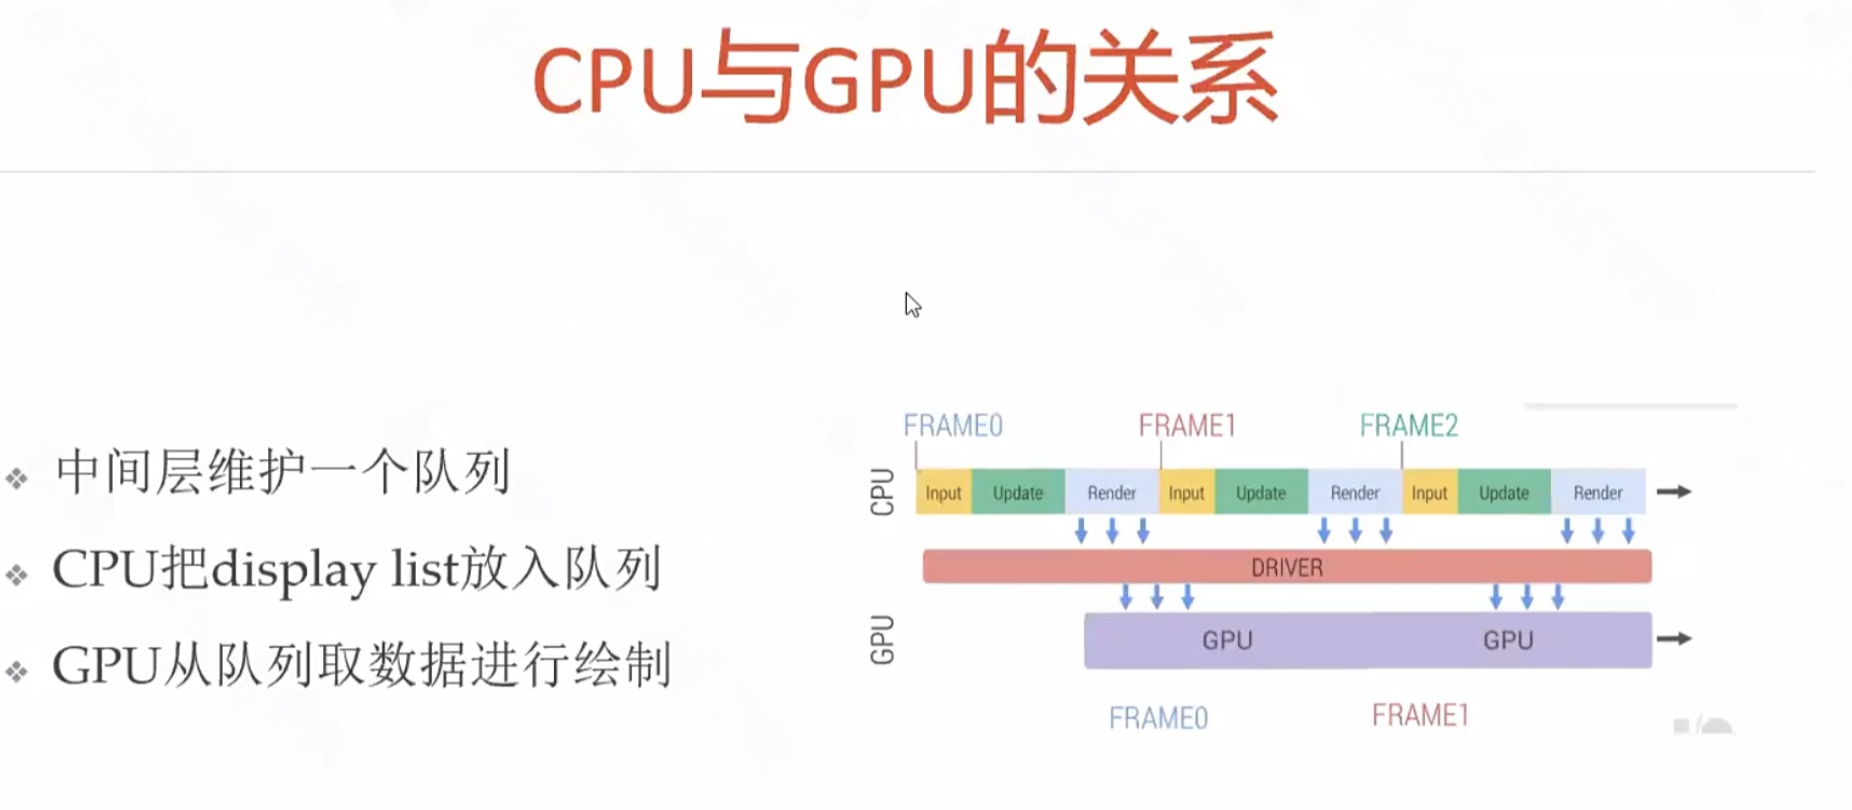 CPU与GPU的关系
中间层维护一个队列
CPU把display list放入队列
GPU从队列取数据进行绘制
FRAME0 FRAME1 FRAME2
CPU
Input Update Render Input Update Render Input Update Render
DRIVER
GPU
GPU GPU
FRAME0 FRAME1